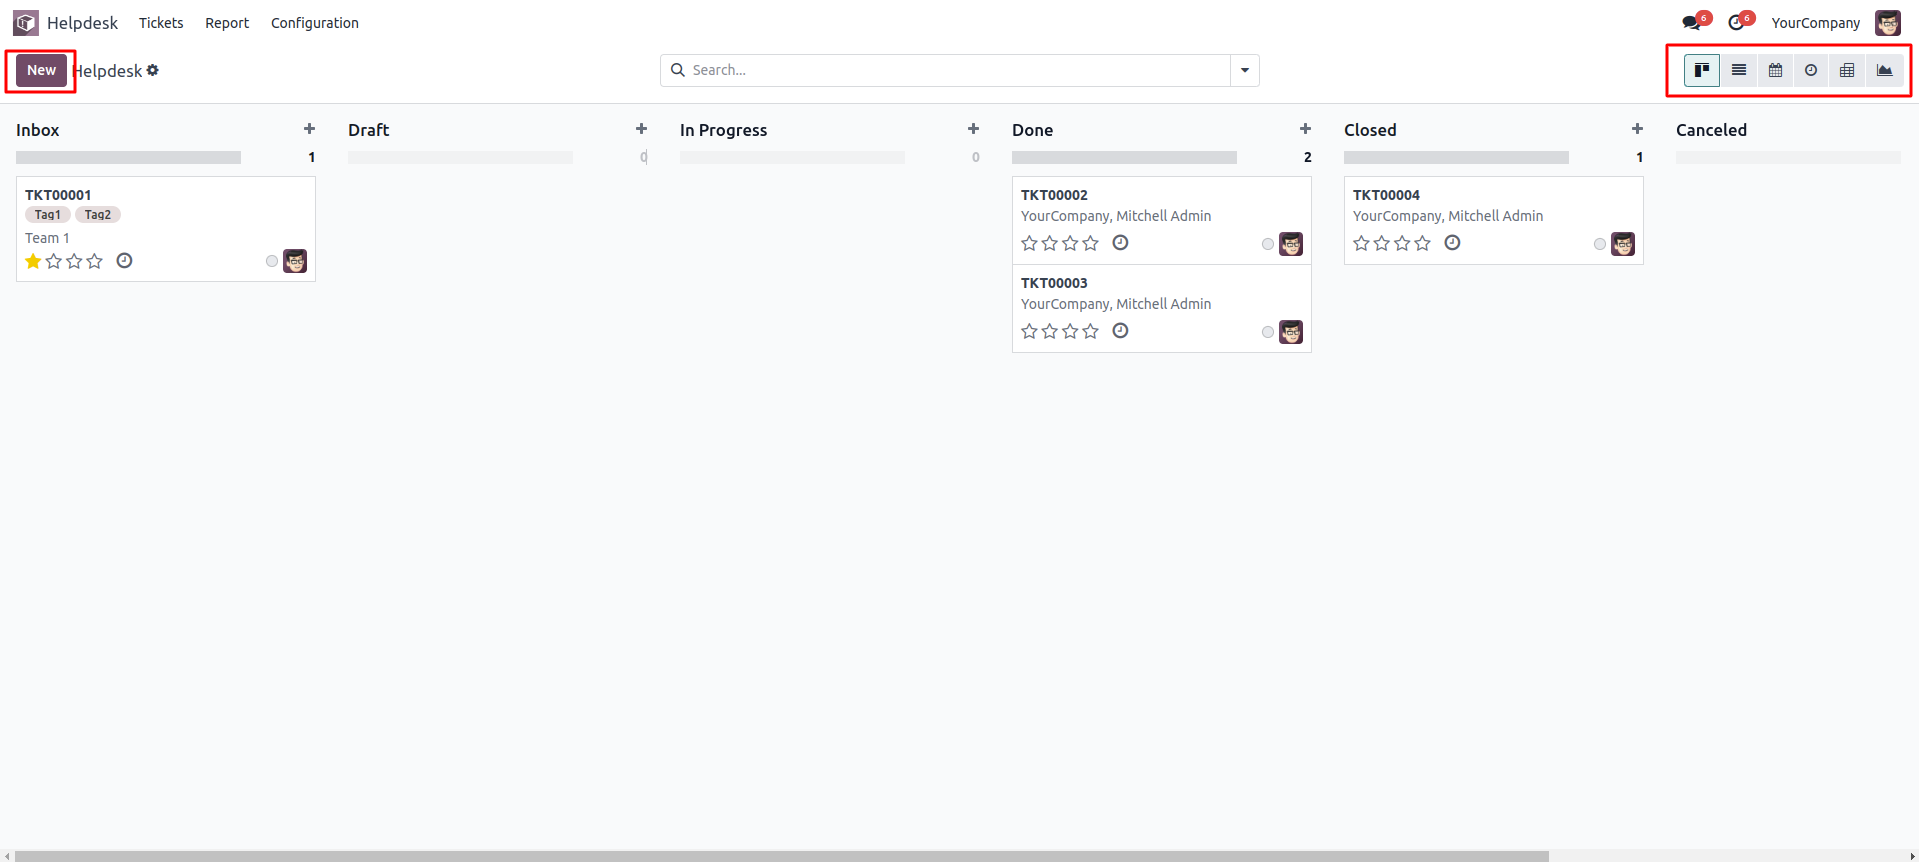 Helpdesk Tickets Report Configuration 6 6 YourCompany
New Helpdesk Search...
Inbox Draft In Progress Done Closed Canceled
1 0 0 2 1
TKT00001
Tag1 Tag2
Team 1
TKT00002
YourCompany, Mitchell Admin
TKT00003
YourCompany, Mitchell Admin
TKT00004
YourCompany, Mitchell Admin